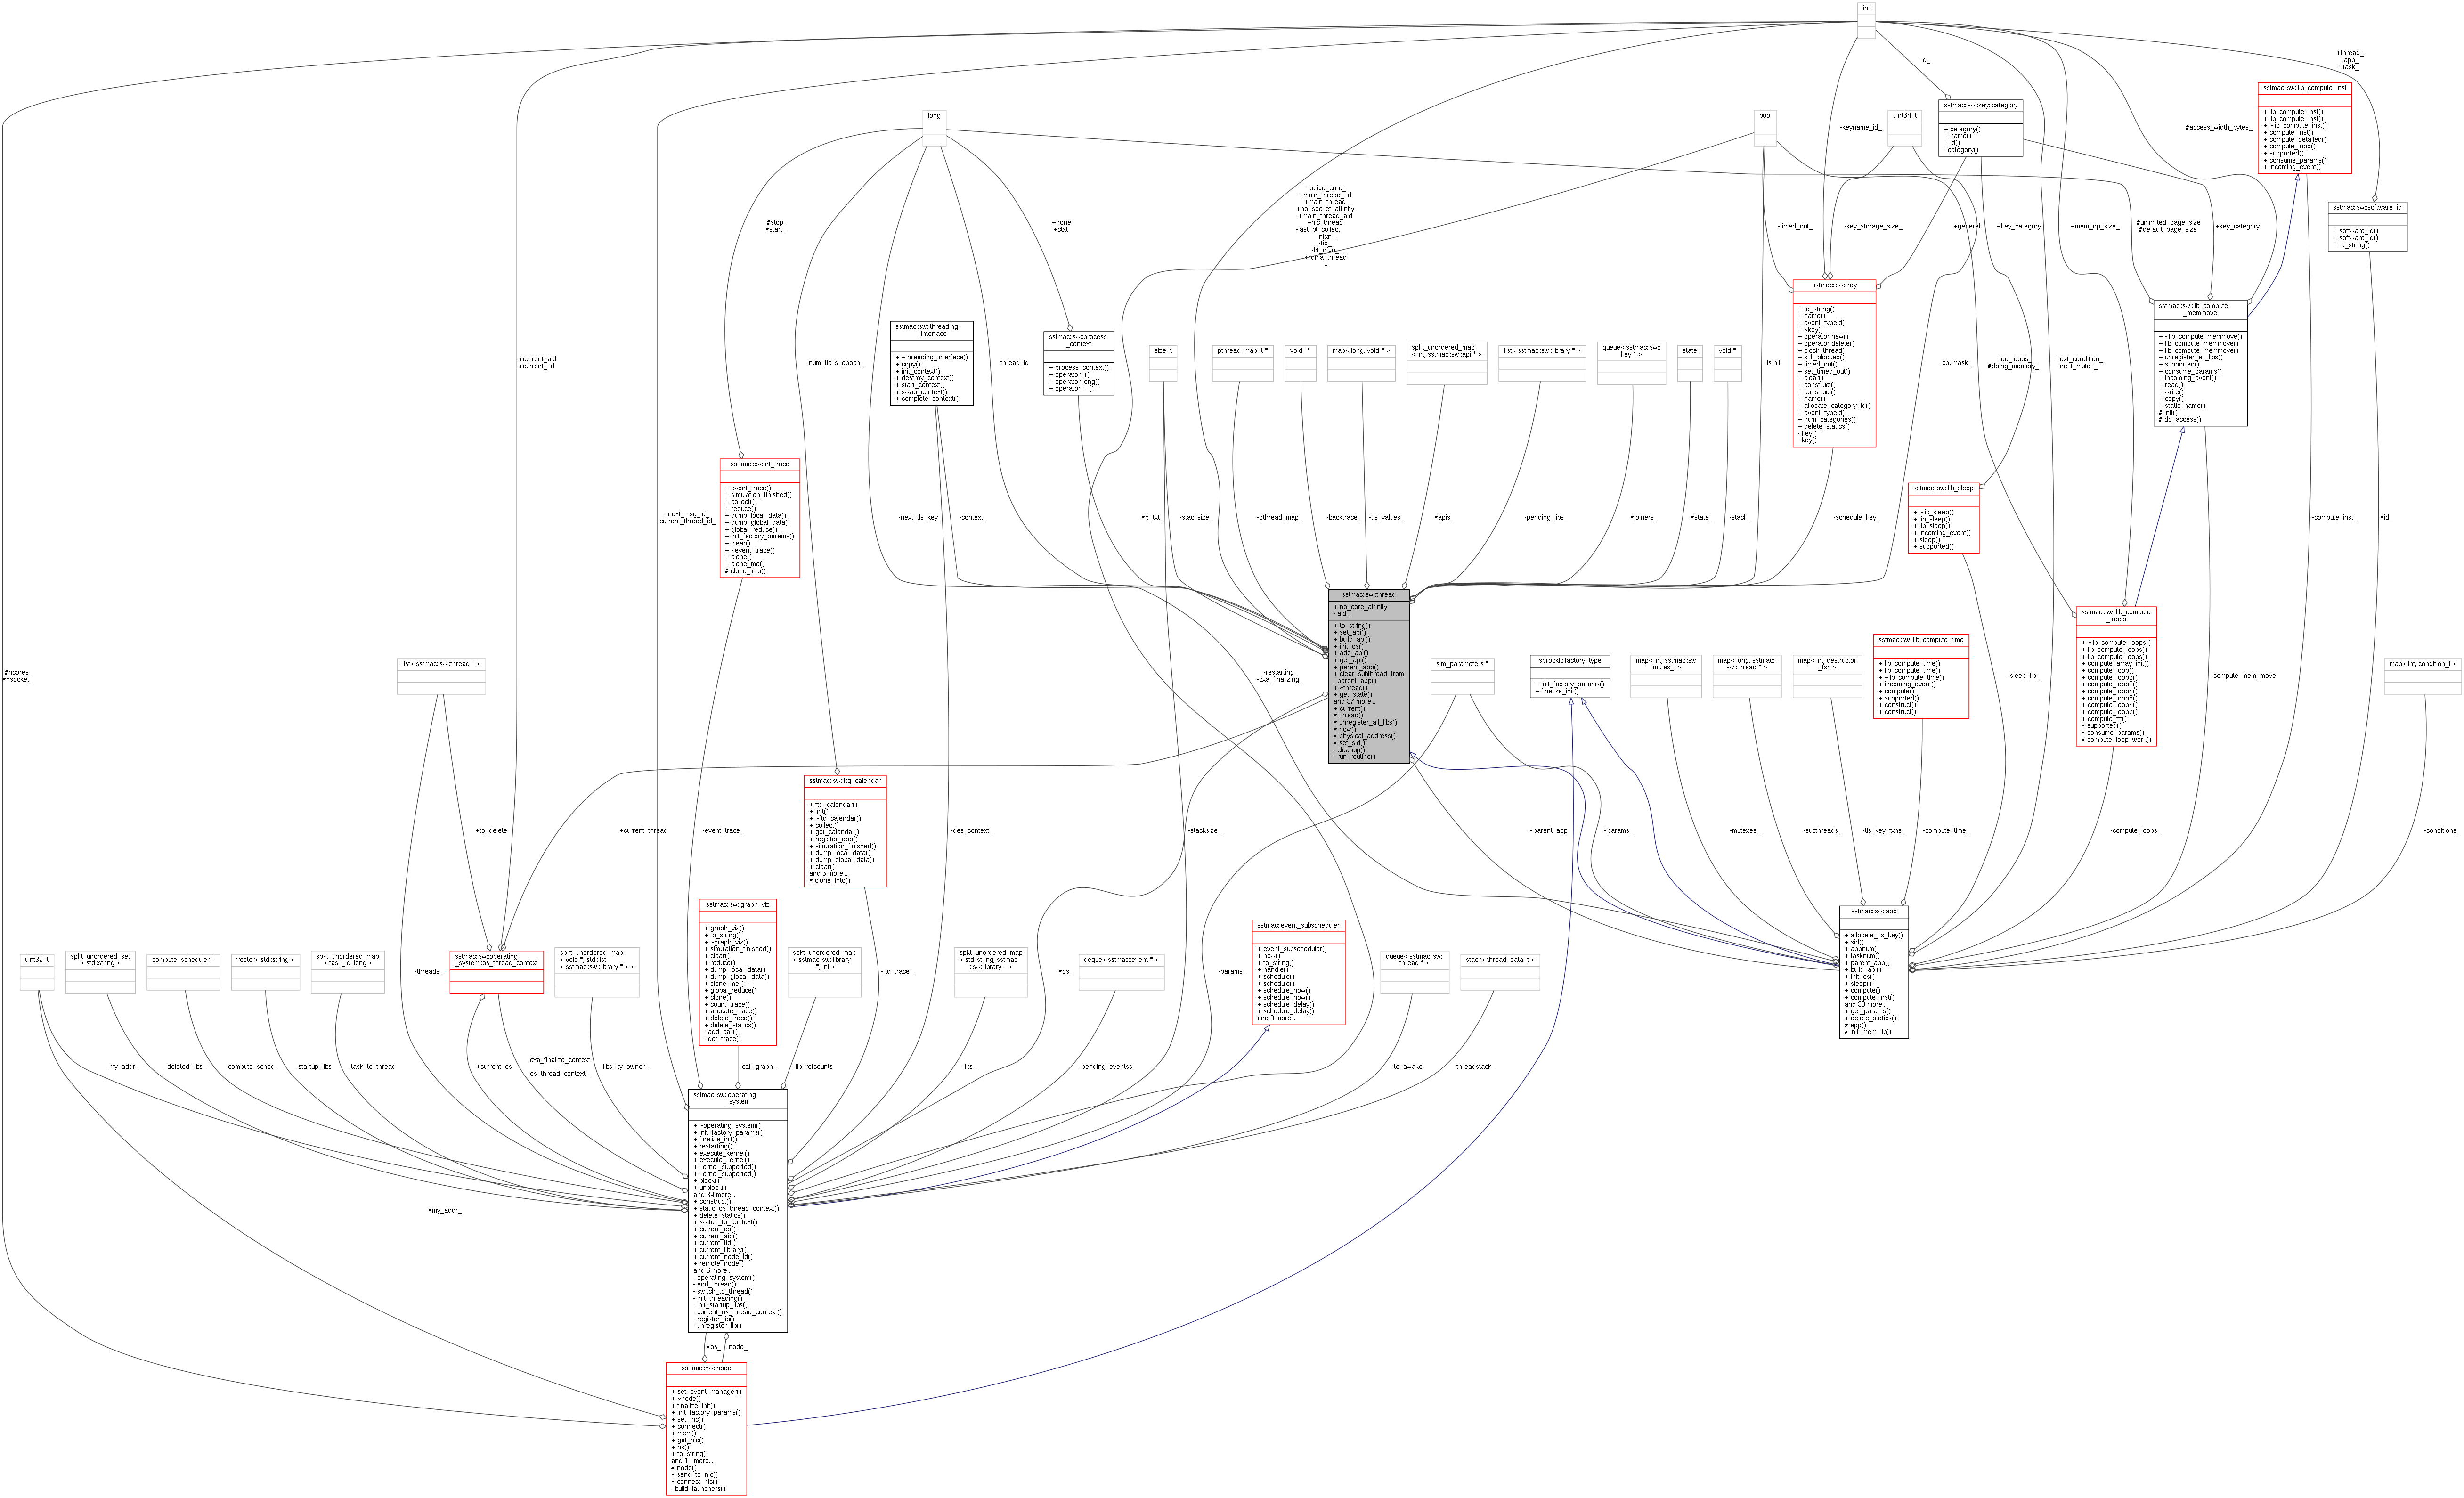 int
+thread_
+app_
+task_
-id_
sstmac::sw::lib_compute_inst
+ lib_compute_inst()
+ lib_compute_inst()
+ ~lib_compute_inst()
+ compute_inst()
+ compute_detailed()
+ compute_loop()
+ supported()
+ consume_params()
+ incoming_event()
long
bool
uint64_t
sstmac::sw::key::category
+ category()
+ name()
+ id()
- category()
-keyname_id_
#access_width_bytes_
-active_core_
+main_thread_tid
+main_thread
+no_socket_affinity
+main_thread_aid
+nic_thread
-last_bt_collect
_nfxn_
-tid_
-bt_nfxn_
+rdma_thread
...
#stop_
#start_
+none
+ctxt
-timed_out_
-key_storage_size_
+general
+key_category
+mem_op_size_
#unlimited_page_size
#default_page_size
+key_category
sstmac::sw::software_id
+ software_id()
+ software_id()
+ to_string()
sstmac::sw::key
+ to_string()
+ name()
+ event_typeid()
+ ~key()
+ operator new()
+ operator delete()
+ block_thread()
+ still_blocked()
+ timed_out()
+ set_timed_out()
+ clear()
+ construct()
+ construct()
+ name()
+ allocate_category_id()
+ event_typeid()
+ num_categories()
+ delete_statics()
- key()
- key()
sstmac::sw::lib_compute
_memmove
+ ~lib_compute_memmove()
+ lib_compute_memmove()
+ lib_compute_memmove()
+ unregister_all_libs()
+ supported()
+ consume_params()
+ incoming_event()
+ read()
+ write()
+ copy()
+ static_name()
# init()
# do_access()
+current_aid
+current_tid
-num_ticks_epoch_
sstmac::sw::threading
_interface
+ ~threading_interface()
+ copy()
+ init_context()
+ destroy_context()
+ start_context()
+ swap_context()
+ complete_context()
-thread_id_
sstmac::sw::process
_context
+ process_context()
+ operator=()
+ operator long()
+ operator==()
size_t
pthread_map_t *
void **
map< long, void * >
spkt_unordered_map
< int, sstmac::sw::api * >
list< sstmac::sw::library * >
queue< sstmac::sw::
key * >
state
void *
-isInit
-cpumask_
+do_loops_
#doing_memory_
-next_condition_
-next_mutex_
sstmac::event_trace
+ event_trace()
+ simulation_finished()
+ collect()
+ reduce()
+ dump_local_data()
+ dump_global_data()
+ global_reduce()
+ init_factory_params()
+ clear()
+ ~event_trace()
+ clone()
+ clone_me()
# clone_into()
sstmac::sw::lib_sleep
+ ~lib_sleep()
+ lib_sleep()
+ lib_sleep()
+ incoming_event()
+ sleep()
+ supported()
-next_msg_id_
-current_thread_id_
-next_tls_key_
-context_
#p_txt_
-stacksize_
-pthread_map_
-backtrace_
-tls_values_
#apis_
-pending_libs_
#joiners_
#state_
-stack_
-schedule_key_
-compute_inst_
#id_
sstmac::sw::thread
+ no_core_affinity
- aid_
+ to_string()
+ set_api()
+ build_api()
+ init_os()
+ add_api()
+ get_api()
+ parent_app()
+ clear_subthread_from
_parent_app()
+ ~thread()
+ get_state()
and 37 more...
+ current()
# thread()
# unregister_all_libs()
# now()
# physical_address()
# set_sid()
- cleanup()
- run_routine()
sstmac::sw::lib_compute
_loops
+ ~lib_compute_loops()
+ lib_compute_loops()
+ lib_compute_loops()
+ compute_array_init()
+ compute_loop()
+ compute_loop2()
+ compute_loop3()
+ compute_loop4()
+ compute_loop5()
+ compute_loop6()
+ compute_loop7()
+ compute_fft()
# supported()
# consume_params()
# compute_loop_work()
#ncores_
#nsocket_
list< sstmac::sw::thread * >
-restarting_
-cxa_finalizing_
sim_parameters *
sprockit::factory_type
+ init_factory_params()
+ finalize_init()
map< int, sstmac::sw
::mutex_t >
map< long, sstmac::
sw::thread * >
map< int, destructor
_fxn >
sstmac::sw::lib_compute_time
+ lib_compute_time()
+ lib_compute_time()
+ ~lib_compute_time()
+ incoming_event()
+ compute()
+ supported()
+ construct()
+ construct()
-sleep_lib_
-compute_mem_move_
map< int, condition_t >
sstmac::sw::ftq_calendar
+ ftq_calendar()
+ init()
+ ~ftq_calendar()
+ collect()
+ get_calendar()
+ register_app()
+ simulation_finished()
+ dump_local_data()
+ dump_global_data()
+ clear()
and 6 more...
# clone_into()
+to_delete
+current_thread
-event_trace_
-des_context_
-stacksize_
#parent_app_
#params_
-mutexes_
-subthreads_
-tls_key_fxns_
-compute_time_
-compute_loops_
-conditions_
sstmac::sw::graph_viz
+ graph_viz()
+ to_string()
+ ~graph_viz()
+ simulation_finished()
+ clear()
+ reduce()
+ dump_local_data()
+ dump_global_data()
+ clone_me()
+ global_reduce()
+ clone()
+ count_trace()
+ allocate_trace()
+ delete_trace()
+ delete_statics()
- add_call()
- get_trace()
sstmac::event_subscheduler
+ event_subscheduler()
+ now()
+ to_string()
+ handle()
+ schedule()
+ schedule()
+ schedule_now()
+ schedule_now()
+ schedule_delay()
+ schedule_delay()
and 8 more...
sstmac::sw::app
+ allocate_tls_key()
+ sid()
+ appnum()
+ tasknum()
+ parent_app()
+ build_api()
+ init_os()
+ sleep()
+ compute()
+ compute_inst()
and 30 more...
+ get_params()
+ delete_statics()
# app()
# init_mem_lib()
uint32_t
spkt_unordered_set
< std::string >
compute_scheduler *
vector< std::string >
spkt_unordered_map
< task_id, long >
-threads_
sstmac::sw::operating
_system::os_thread_context
spkt_unordered_map
< void *, std::list
< sstmac::sw::library * > >
spkt_unordered_map
< sstmac::sw::library
*, int >
-ftq_trace_
spkt_unordered_map
< std::string, sstmac
::sw::library * >
#os_
deque< sstmac::event * >
-params_
queue< sstmac::sw::
thread * >
stack< thread_data_t >
-my_addr_
-deleted_libs_
-compute_sched_
-startup_libs_
-task_to_thread_
+current_os
-cxa_finalize_context
_
-os_thread_context_
-libs_by_owner_
-call_graph_
-lib_refcounts_
-libs_
-pending_eventss_
-to_awake_
-threadstack_
sstmac::sw::operating
_system
+ ~operating_system()
+ init_factory_params()
+ finalize_init()
+ restarting()
+ execute_kernel()
+ execute_kernel()
+ kernel_supported()
+ kernel_supported()
+ block()
+ unblock()
and 34 more...
+ construct()
+ static_os_thread_context()
+ delete_statics()
+ switch_to_context()
+ current_os()
+ current_aid()
+ current_tid()
+ current_library()
+ current_node_id()
+ remote_node()
and 6 more...
- operating_system()
- add_thread()
- switch_to_thread()
- init_threading()
- init_startup_libs()
- current_os_thread_context()
- register_lib()
- unregister_lib()
#my_addr_
#os_
-node_
sstmac::hw::node
+ set_event_manager()
+ ~node()
+ finalize_init()
+ init_factory_params()
+ set_nic()
+ connect()
+ mem()
+ get_nic()
+ os()
+ to_string()
and 10 more...
# node()
# send_to_nic()
# connect_nic()
- build_launchers()